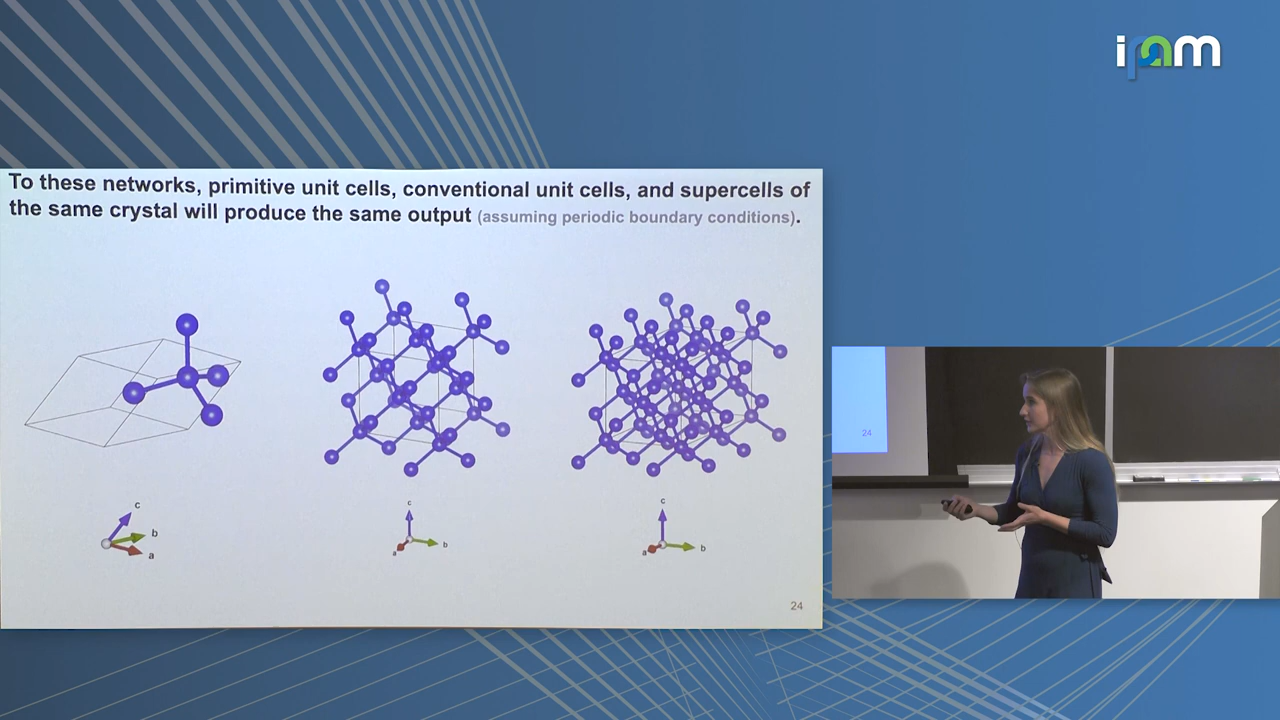 ipam
To these networks, primitive unit cells, conventional unit cells, and supercells of
the same crystal will produce the same output (assuming periodic boundary conditions).
c
b
a
c
a
b
c
a
b
24
24